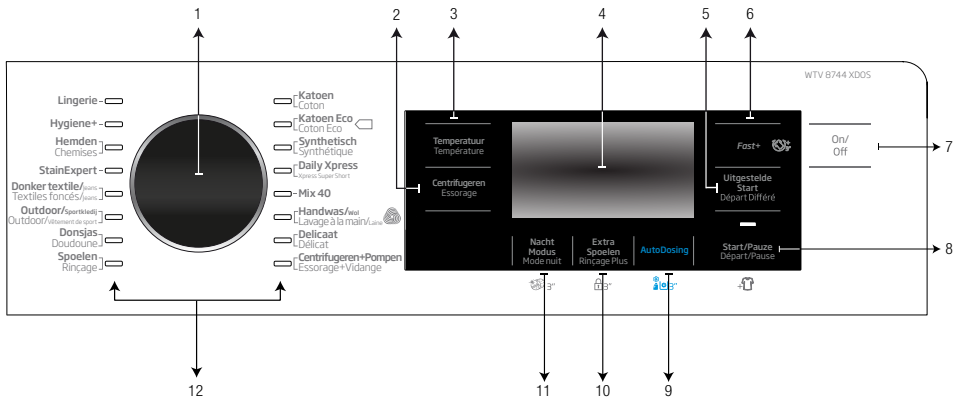 1
2
3
4
5
6
WTV 8744 XDOS
Lingerie
Hygiene+
Hemden
Chemises
StainExpert
Donker textile/Jeans
Textiles foncés/Jeans
Outdoor/Sportkledij
Outdoor/Vêtement de sport
Donsjas
Doudoune
Spoelen
Rinçage
Katoen
Coton
Katoen Eco
Coton Eco
Synthetisch
Synthétique
Daily Xpress
Xpress Super Short
Mix 40
Handwas/Wol
Lavage à la main/Laine
Delicaat
Délicat
Centrifugeren+Pompen
Essorage+Vidange
Temperatuur
Température
Centrifugeren
Essorage
Fast+
Uitgestelde
Start
Départ Différé
On/
Off
7
Nacht
Modus
Mode nuit
Extra
Spoelen
Rinçage Plus
AutoDosing
Start/Pauze
Départ/Pause
8
3"
3"
3"
+
12
11
10
9